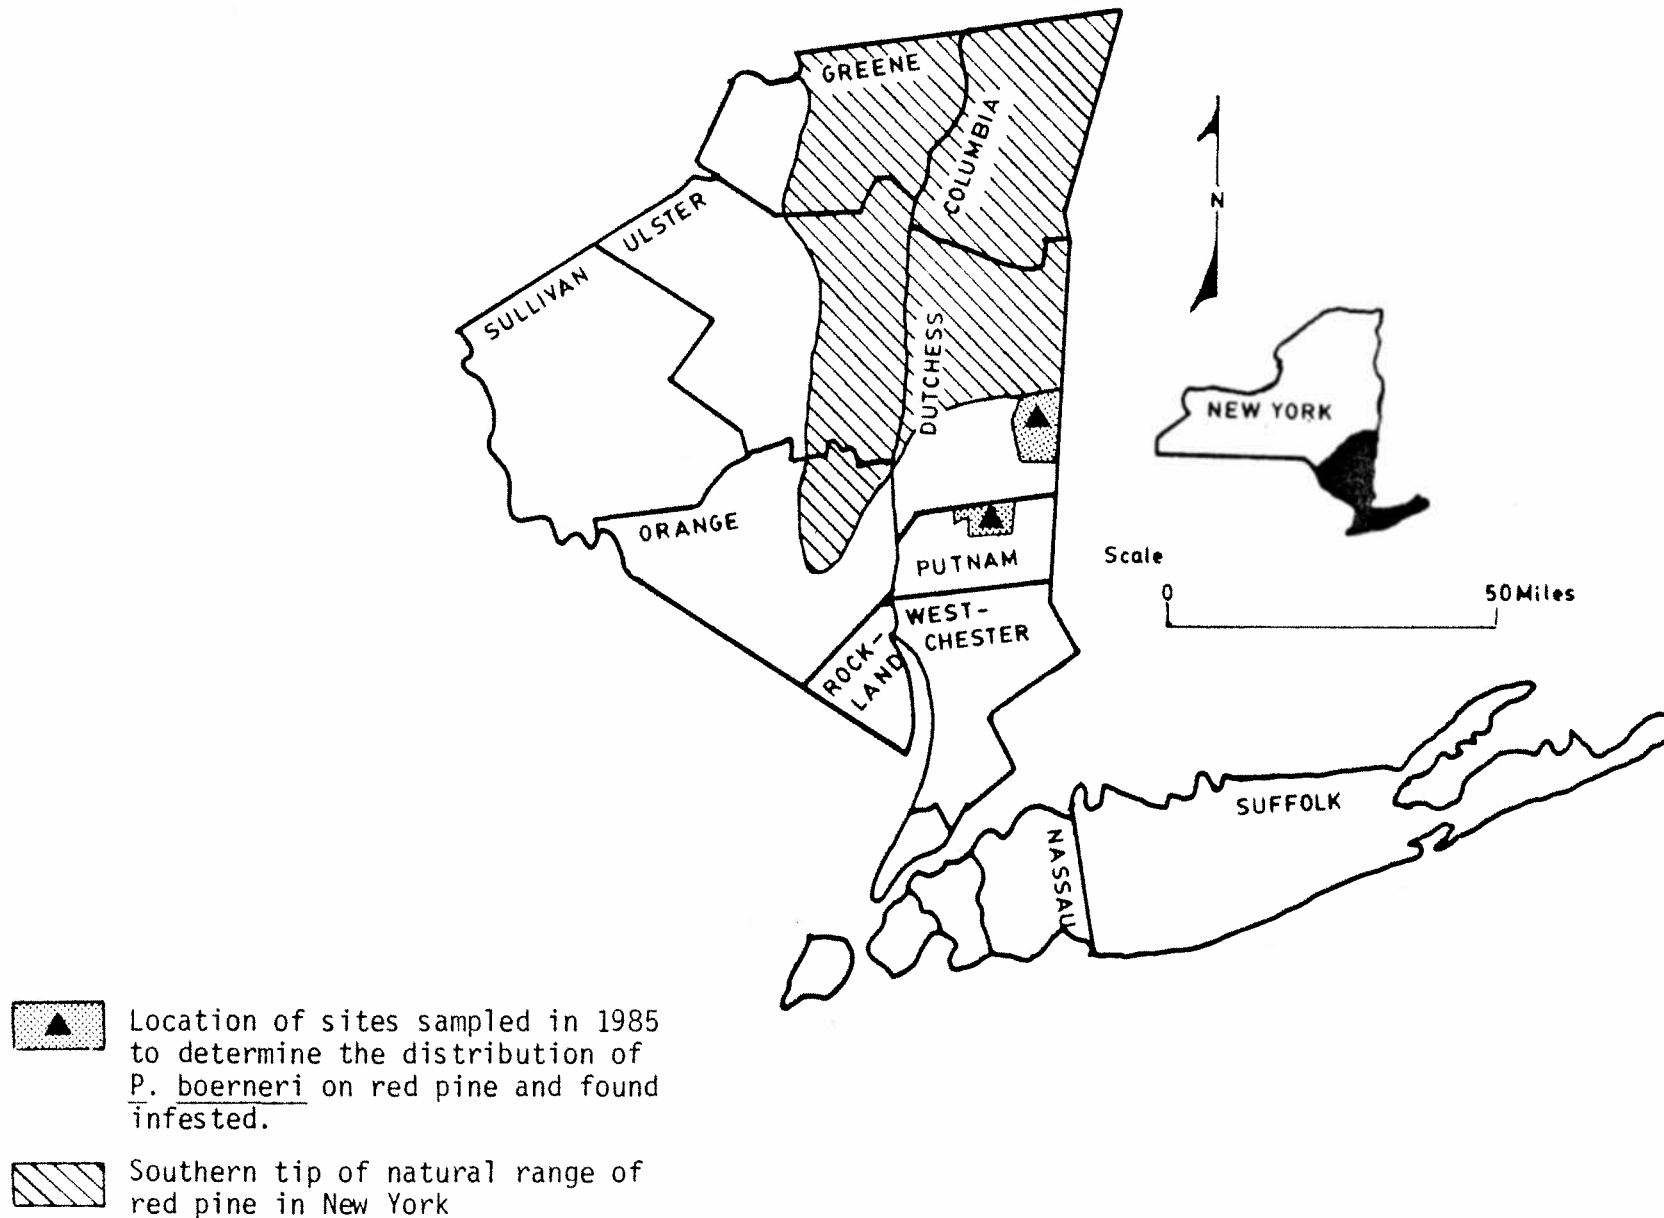 GREENE
COLUMBIA
ULSTER
SULLIVAN
N
DUTCHESS
NEW YORK
ORANGE
PUTNAM
Scale
0
50 Miles
WEST-
CHESTER
ROCK-
LAND
SUFFOLK
NASSAU
Location of sites sampled in 1985
to determine the distribution of
P. boerneri on red pine and found
infested.
Southern tip of natural range of
red pine in New York